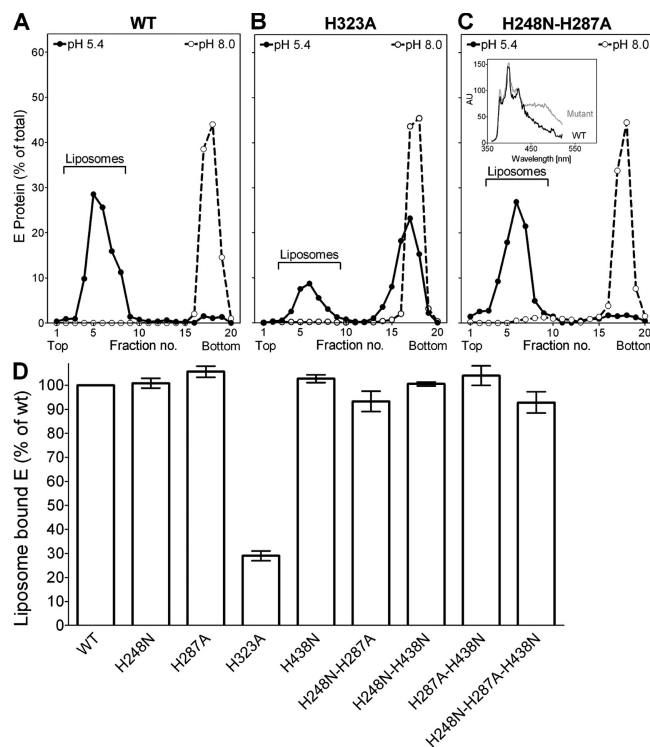 A WT
B H323A
C H248N-H287A
pH 5.4 pH 8.0
pH 5.4 pH 8.0
pH 5.4 pH 8.0
E Protein (% of total)
60
50
40
30
20
10
0
Liposomes
Liposomes
Liposomes
AU
150
100
50
0
350 450 550
Wavelength [nm]
Mutant
WT
1 5 10 15 20
1 5 10 15 20
1 5 10 15 20
Top Fraction no. Bottom
Top Fraction no. Bottom
Top Fraction no. Bottom
D
Liposome bound E (% of wt)
100
90
80
70
60
50
40
30
20
10
0
WT
H248N
H287A
H323A
H438N
H248N-H287A
H248N-H438N
H287A-H438N
H248N-H287A-H438N